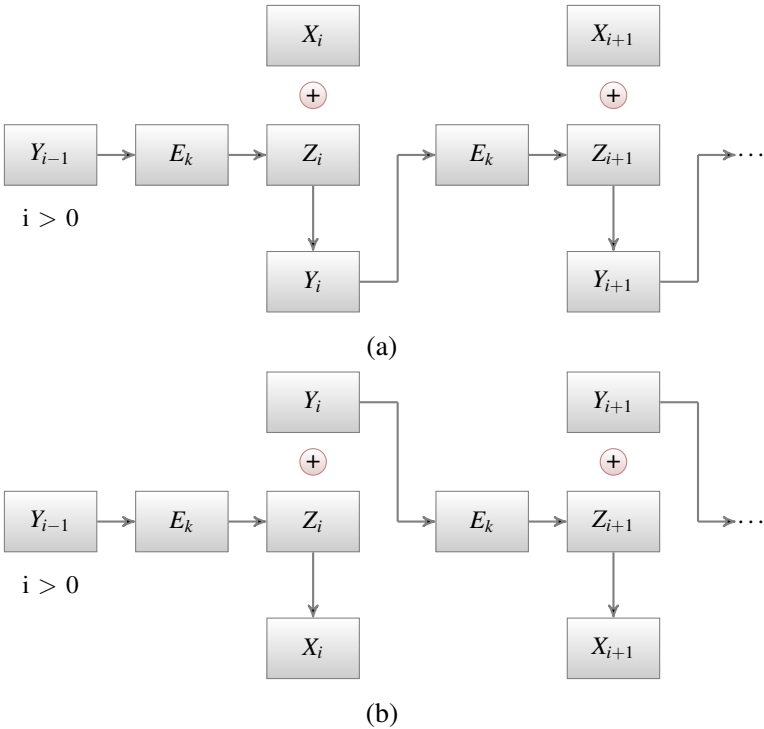 X_i X_{i+1}
+ +
Y_{i−1} E_k Z_i E_k Z_{i+1} ...
i > 0
Y_i Y_{i+1}
(a)
Y_i Y_{i+1}
+ +
Y_{i−1} E_k Z_i E_k Z_{i+1} ...
i > 0
X_i X_{i+1}
(b)